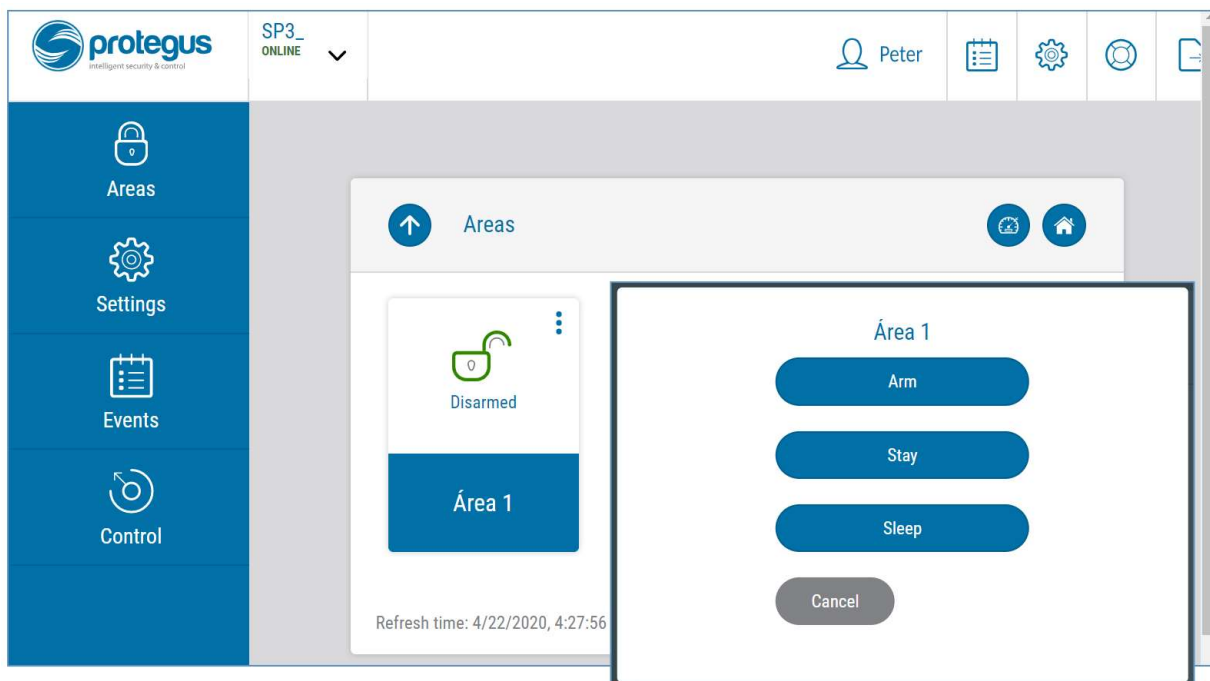 protegus
intelligent security & control
SP3_
ONLINE
Peter
Areas
Settings
Events
Control
Areas
Disarmed
Área 1
Refresh time: 4/22/2020, 4:27:56
Área 1
Arm
Stay
Sleep
Cancel